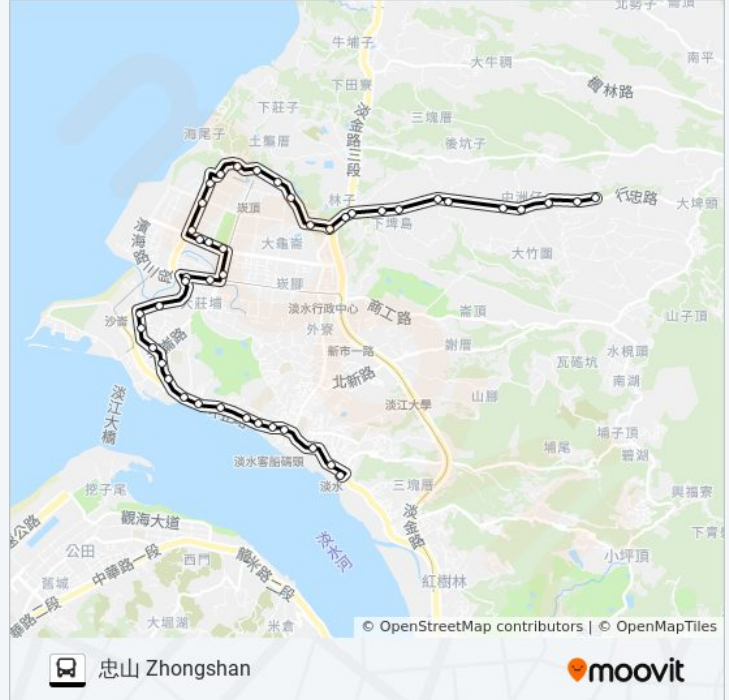 牛埔子
大牛稠
南平
下田寮
楓林路
下莊子
三塊厝
淡金路三段
海尾子
土虱厝
後坑子
林子
中洲子
行忠路
大埤頭
崁頂
下埤島
濱海路三段
大龜崙
大竹圍
崁腳
大庄埔
淡水行政中心
商工路
崙頂
山子頂
沙崙
外寮
新市一路
謝厝
瓦磘坑
水梘頭
北新路
南湖
淡江大學
山腳
淡江大橋
埔子頂
埔尾
碧湖
淡水客船碼頭
淡水
三塊厝
挖子尾
興福寮
觀海大道
淡金路
公田
中華路一段
西門
龍米路二段
淡水河
小坪頂
舊城
紅樹林
大堀湖
米倉
© OpenStreetMap contributors | © OpenMapTiles
忠山 Zhongshan
moovit